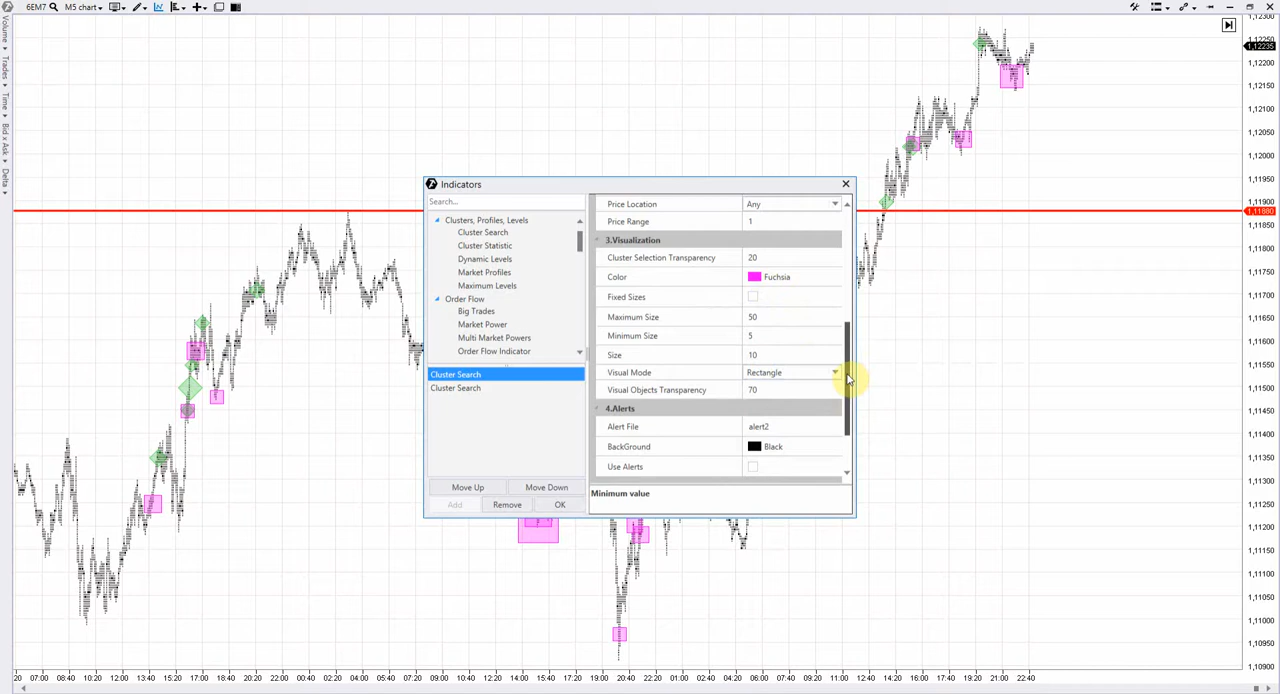 6EM7 M5 chart
Volume
Trades
Time
Bid x Ask
Delta
Indicators
Search...
Clusters, Profiles, Levels
Cluster Search
Cluster Statistic
Dynamic Levels
Market Profiles
Maximum Levels
Order Flow
Big Trades
Market Power
Multi Market Powers
Order Flow Indicator
Cluster Search
Cluster Search
Move Up Move Down
Add Remove OK
Price Location Any
Price Range 1
3.Visualization
Cluster Selection Transparency 20
Color Fuchsia
Fixed Sizes
Maximum Size 50
Minimum Size 5
Size 10
Visual Mode Rectangle
Visual Objects Transparency 70
4.Alerts
Alert File alert2
BackGround Black
Use Alerts
Minimum value
1,12300
1,12250
1,12235
1,12200
1,12150
1,12100
1,12050
1,12000
1,11950
1,11900
1,11880
1,11850
1,11800
1,11750
1,11700
1,11650
1,11600
1,11550
1,11500
1,11450
1,11400
1,11350
1,11300
1,11250
1,11200
1,11150
1,11100
1,11050
1,11000
1,10950
1,10900
20 07:00 08:40 10:20 12:00 13:40 15:20 17:00 18:40 20:20 22:00 00:40 02:20 04:00 05:40 07:20 09:00 10:40 12:20 14:00 15:40 17:20 19:00 20:40 22:20 01:00 02:40 04:20 06:00 07:40 09:20 11:00 12:40 14:20 16:00 17:40 19:20 21:00 22:40